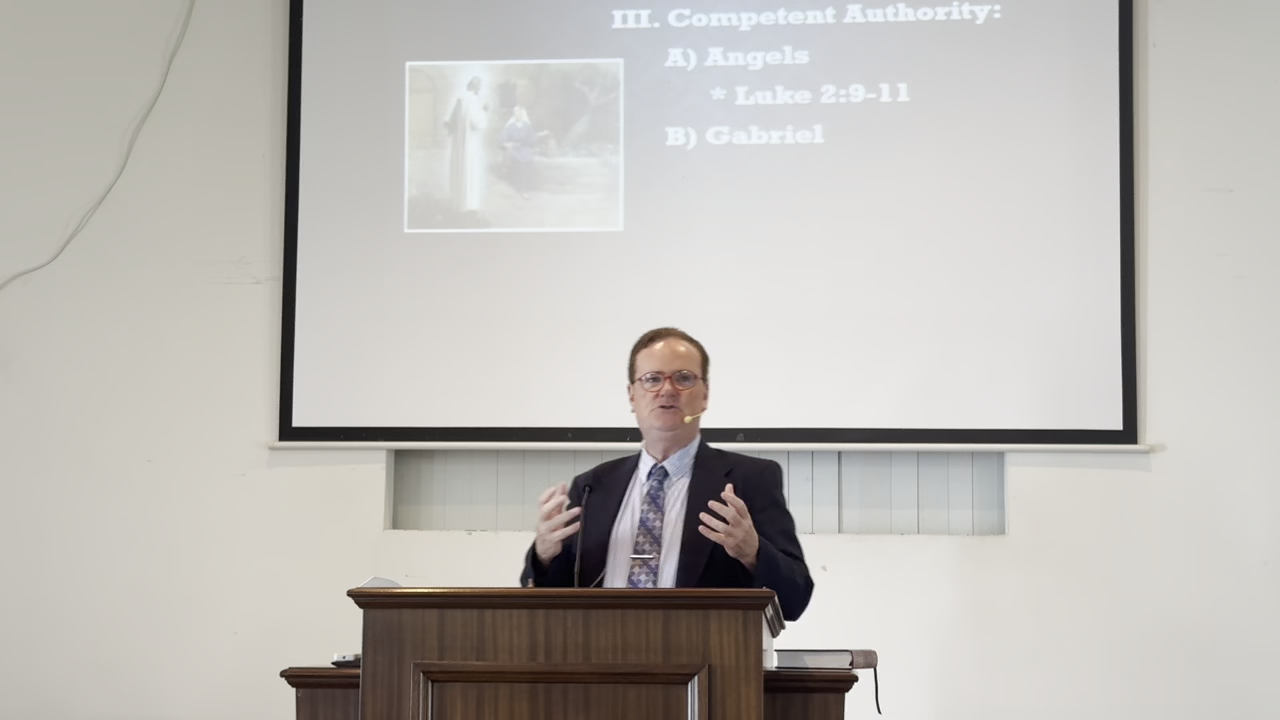 III. Competent Authority:
A) Angels
* Luke 2:9-11
B) Gabriel